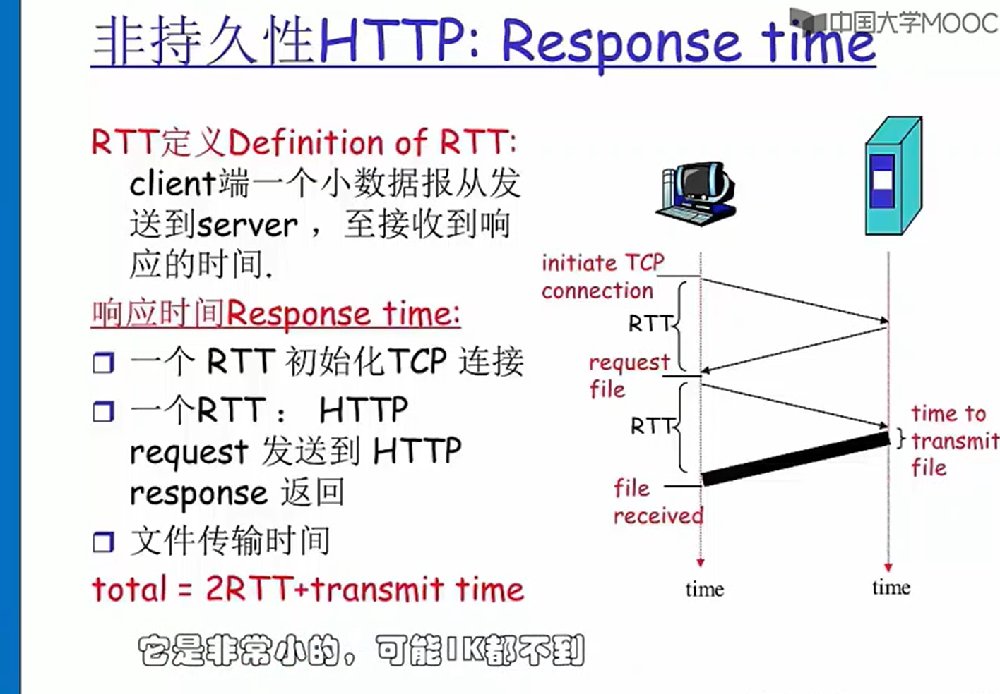 中国大学MOOC
非持久性HTTP: Response time
RTT定义Definition of RTT:
client端一个小数据报从发
送到server ，至接收到响
应的时间.
响应时间Response time:
一个 RTT 初始化TCP 连接
一个RTT： HTTP
request 发送到 HTTP
response 返回
文件传输时间
total = 2RTT+transmit time
initiate TCP
connection
RTT
request
file
RTT
time to
transmit
file
file
received
time
time
它是非常小的，可能1K都不到